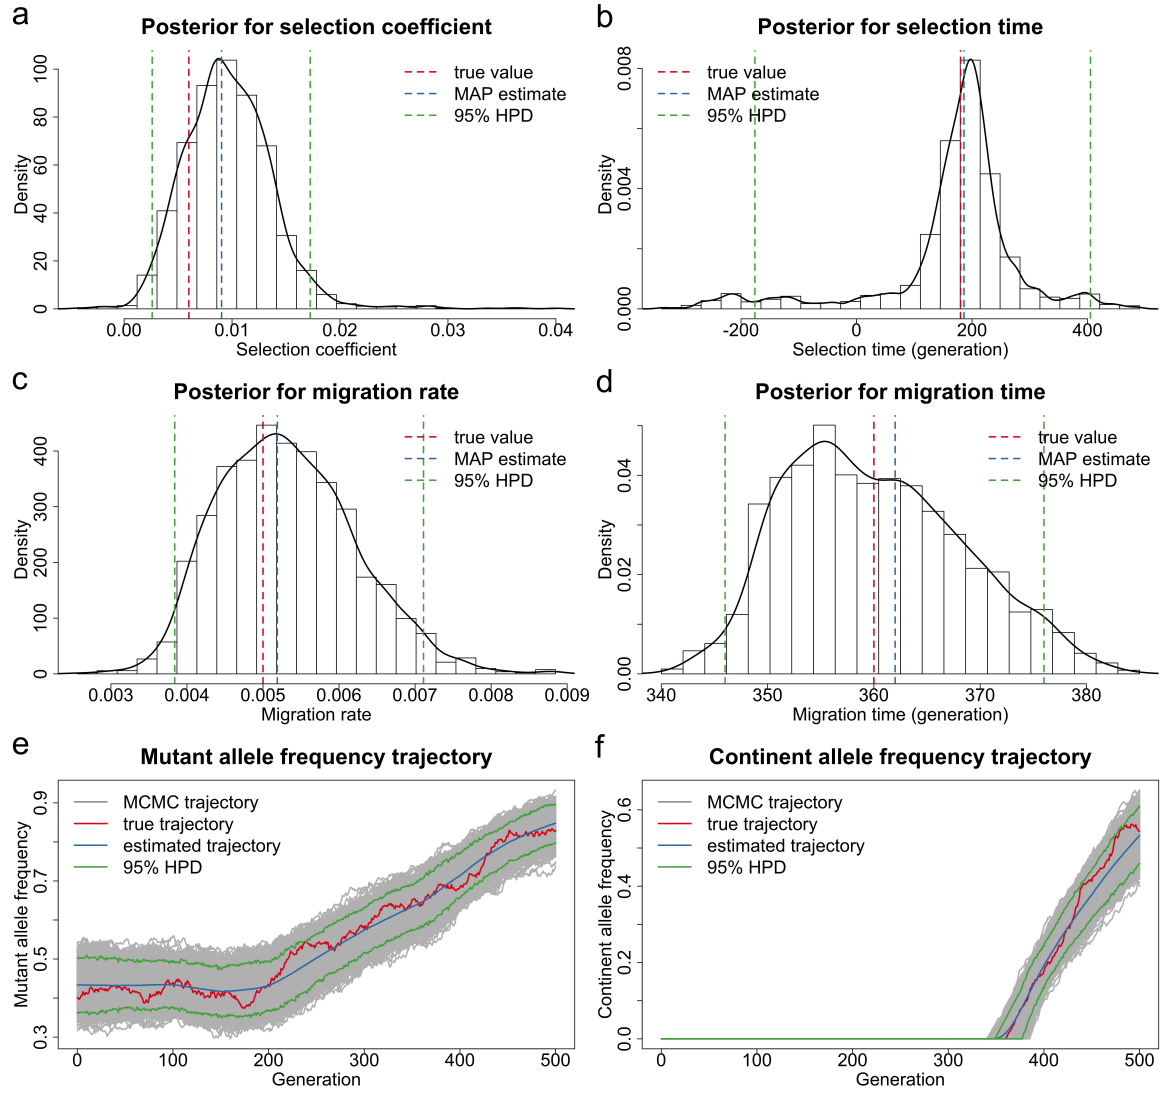 a
Posterior for selection coefficient
Density
0
20
40
60
80
100
true value
MAP estimate
95% HPD
0.00
0.01
0.02
0.03
0.04
Selection coefficient
b
Posterior for selection time
Density
0.000
0.004
0.008
true value
MAP estimate
95% HPD
-200
0
200
400
Selection time (generation)
c
Posterior for migration rate
Density
0
100
200
300
400
true value
MAP estimate
95% HPD
0.003
0.004
0.005
0.006
0.007
0.008
0.009
Migration rate
d
Posterior for migration time
Density
0.00
0.02
0.04
true value
MAP estimate
95% HPD
340
350
360
370
380
Migration time (generation)
e
Mutant allele frequency trajectory
Mutant allele frequency
0.3
0.5
0.7
0.9
MCMC trajectory
true trajectory
estimated trajectory
95% HPD
0
100
200
300
400
500
Generation
f
Continent allele frequency trajectory
Continent allele frequency
0.0
0.2
0.4
0.6
MCMC trajectory
true trajectory
estimated trajectory
95% HPD
0
100
200
300
400
500
Generation